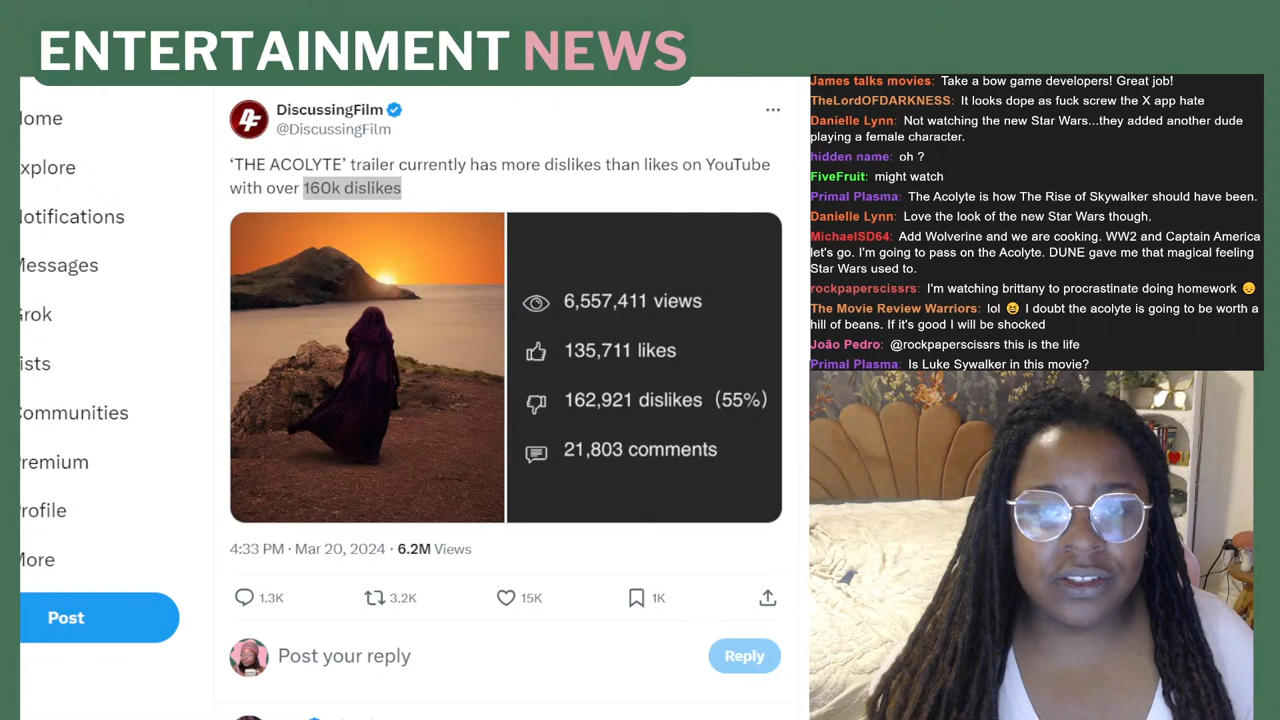 ENTERTAINMENT NEWS
Home
Explore
Notifications
Messages
Grok
Lists
Communities
Premium
Profile
More
Post
DiscussingFilm
@DiscussingFilm
‘THE ACOLYTE’ trailer currently has more dislikes than likes on YouTube
with over 160k dislikes
6,557,411 views
135,711 likes
162,921 dislikes (55%)
21,803 comments
4:33 PM · Mar 20, 2024 · 6.2M Views
1.3K 3.2K 15K 1K
Post your reply
Reply
James talks movies: Take a bow game developers! Great job!
TheLordOFDARKNESS: It looks dope as fuck screw the X app hate
Danielle Lynn: Not watching the new Star Wars...they added another dude
playing a female character.
hidden name: oh ?
FiveFruit: might watch
Primal Plasma: The Acolyte is how The Rise of Skywalker should have been.
Danielle Lynn: Love the look of the new Star Wars though,
MichaelSD64: Add Wolverine and we are cooking. WW2 and Captain America
let's go. I'm going to pass on the Acolyte. DUNE gave me that magical feeling
Star Wars used to.
rockpaperscissrs: I'm watching brittany to procrastinate doing homework 😞
The Movie Review Warriors: lol 😆 I doubt the acolyte is going to be worth a
hill of beans. If it's good I will be shocked
João Pedro: @rockpaperscissrs this is the life
Primal Plasma: Is Luke Sywalker in this movie?